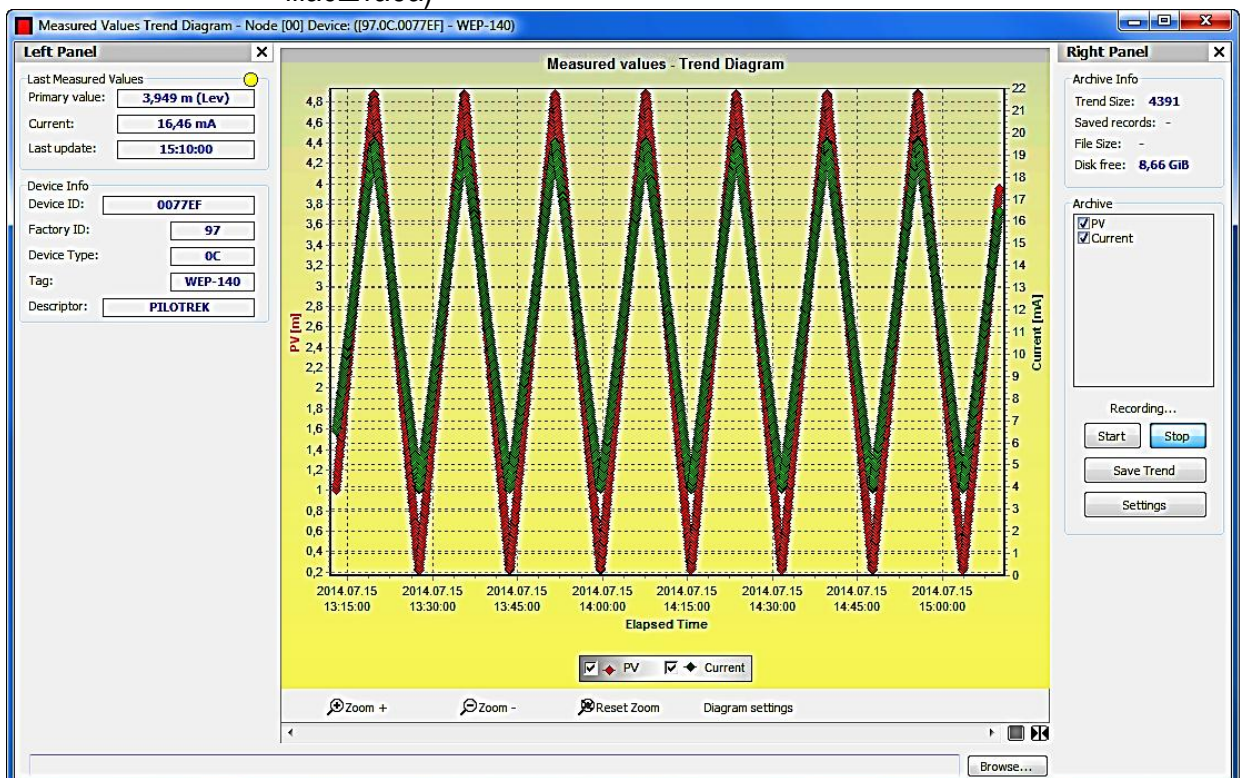 Measured Values Trend Diagram - Node [00] Device: ([97.0C.0077EF] - WEP-140)
Left Panel
Last Measured Values
Primary value: 3,949 m (Lev)
Current: 16,46 mA
Last update: 15:10:00
Device Info
Device ID: 0077EF
Factory ID: 97
Device Type: 0C
Tag: WEP-140
Descriptor: PILOTREK
Measured values - Trend Diagram
PV [m]
4,8
4,6
4,4
4,2
4
3,8
3,6
3,4
3,2
3
2,8
2,6
2,4
2,2
2
1,8
1,6
1,4
1,2
1
0,8
0,6
0,4
0,2
22
21
20
19
18
17
16
15
14
13
12
11
10
9
8
7
6
5
4
3
2
1
0
Current [mA]
2014.07.15 2014.07.15 2014.07.15 2014.07.15 2014.07.15 2014.07.15 2014.07.15 2014.07.15
13:15:00 13:30:00 13:45:00 14:00:00 14:15:00 14:30:00 14:45:00 15:00:00
Elapsed Time
PV Current
Zoom + Zoom - Reset Zoom Diagram settings
Right Panel
Archive Info
Trend Size: 4391
Saved records: -
File Size: -
Disk free: 8,66 GiB
Archive
PV
Current
Recording...
Start Stop
Save Trend
Settings
Browse...